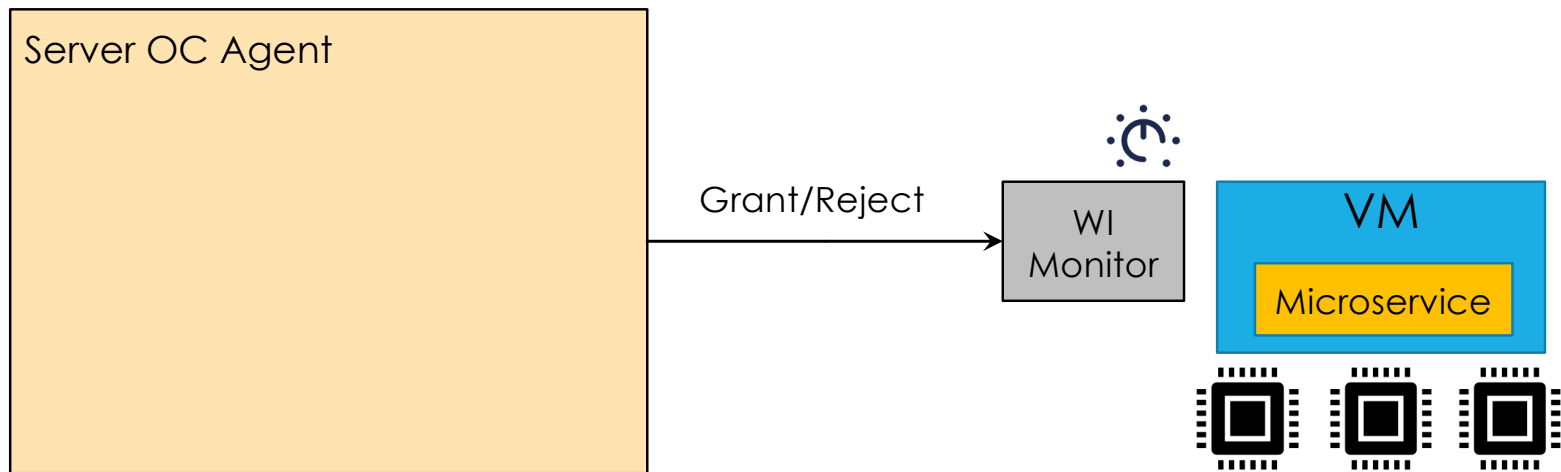 Server OC Agent
Grant/Reject
WI
Monitor
VM
Microservice